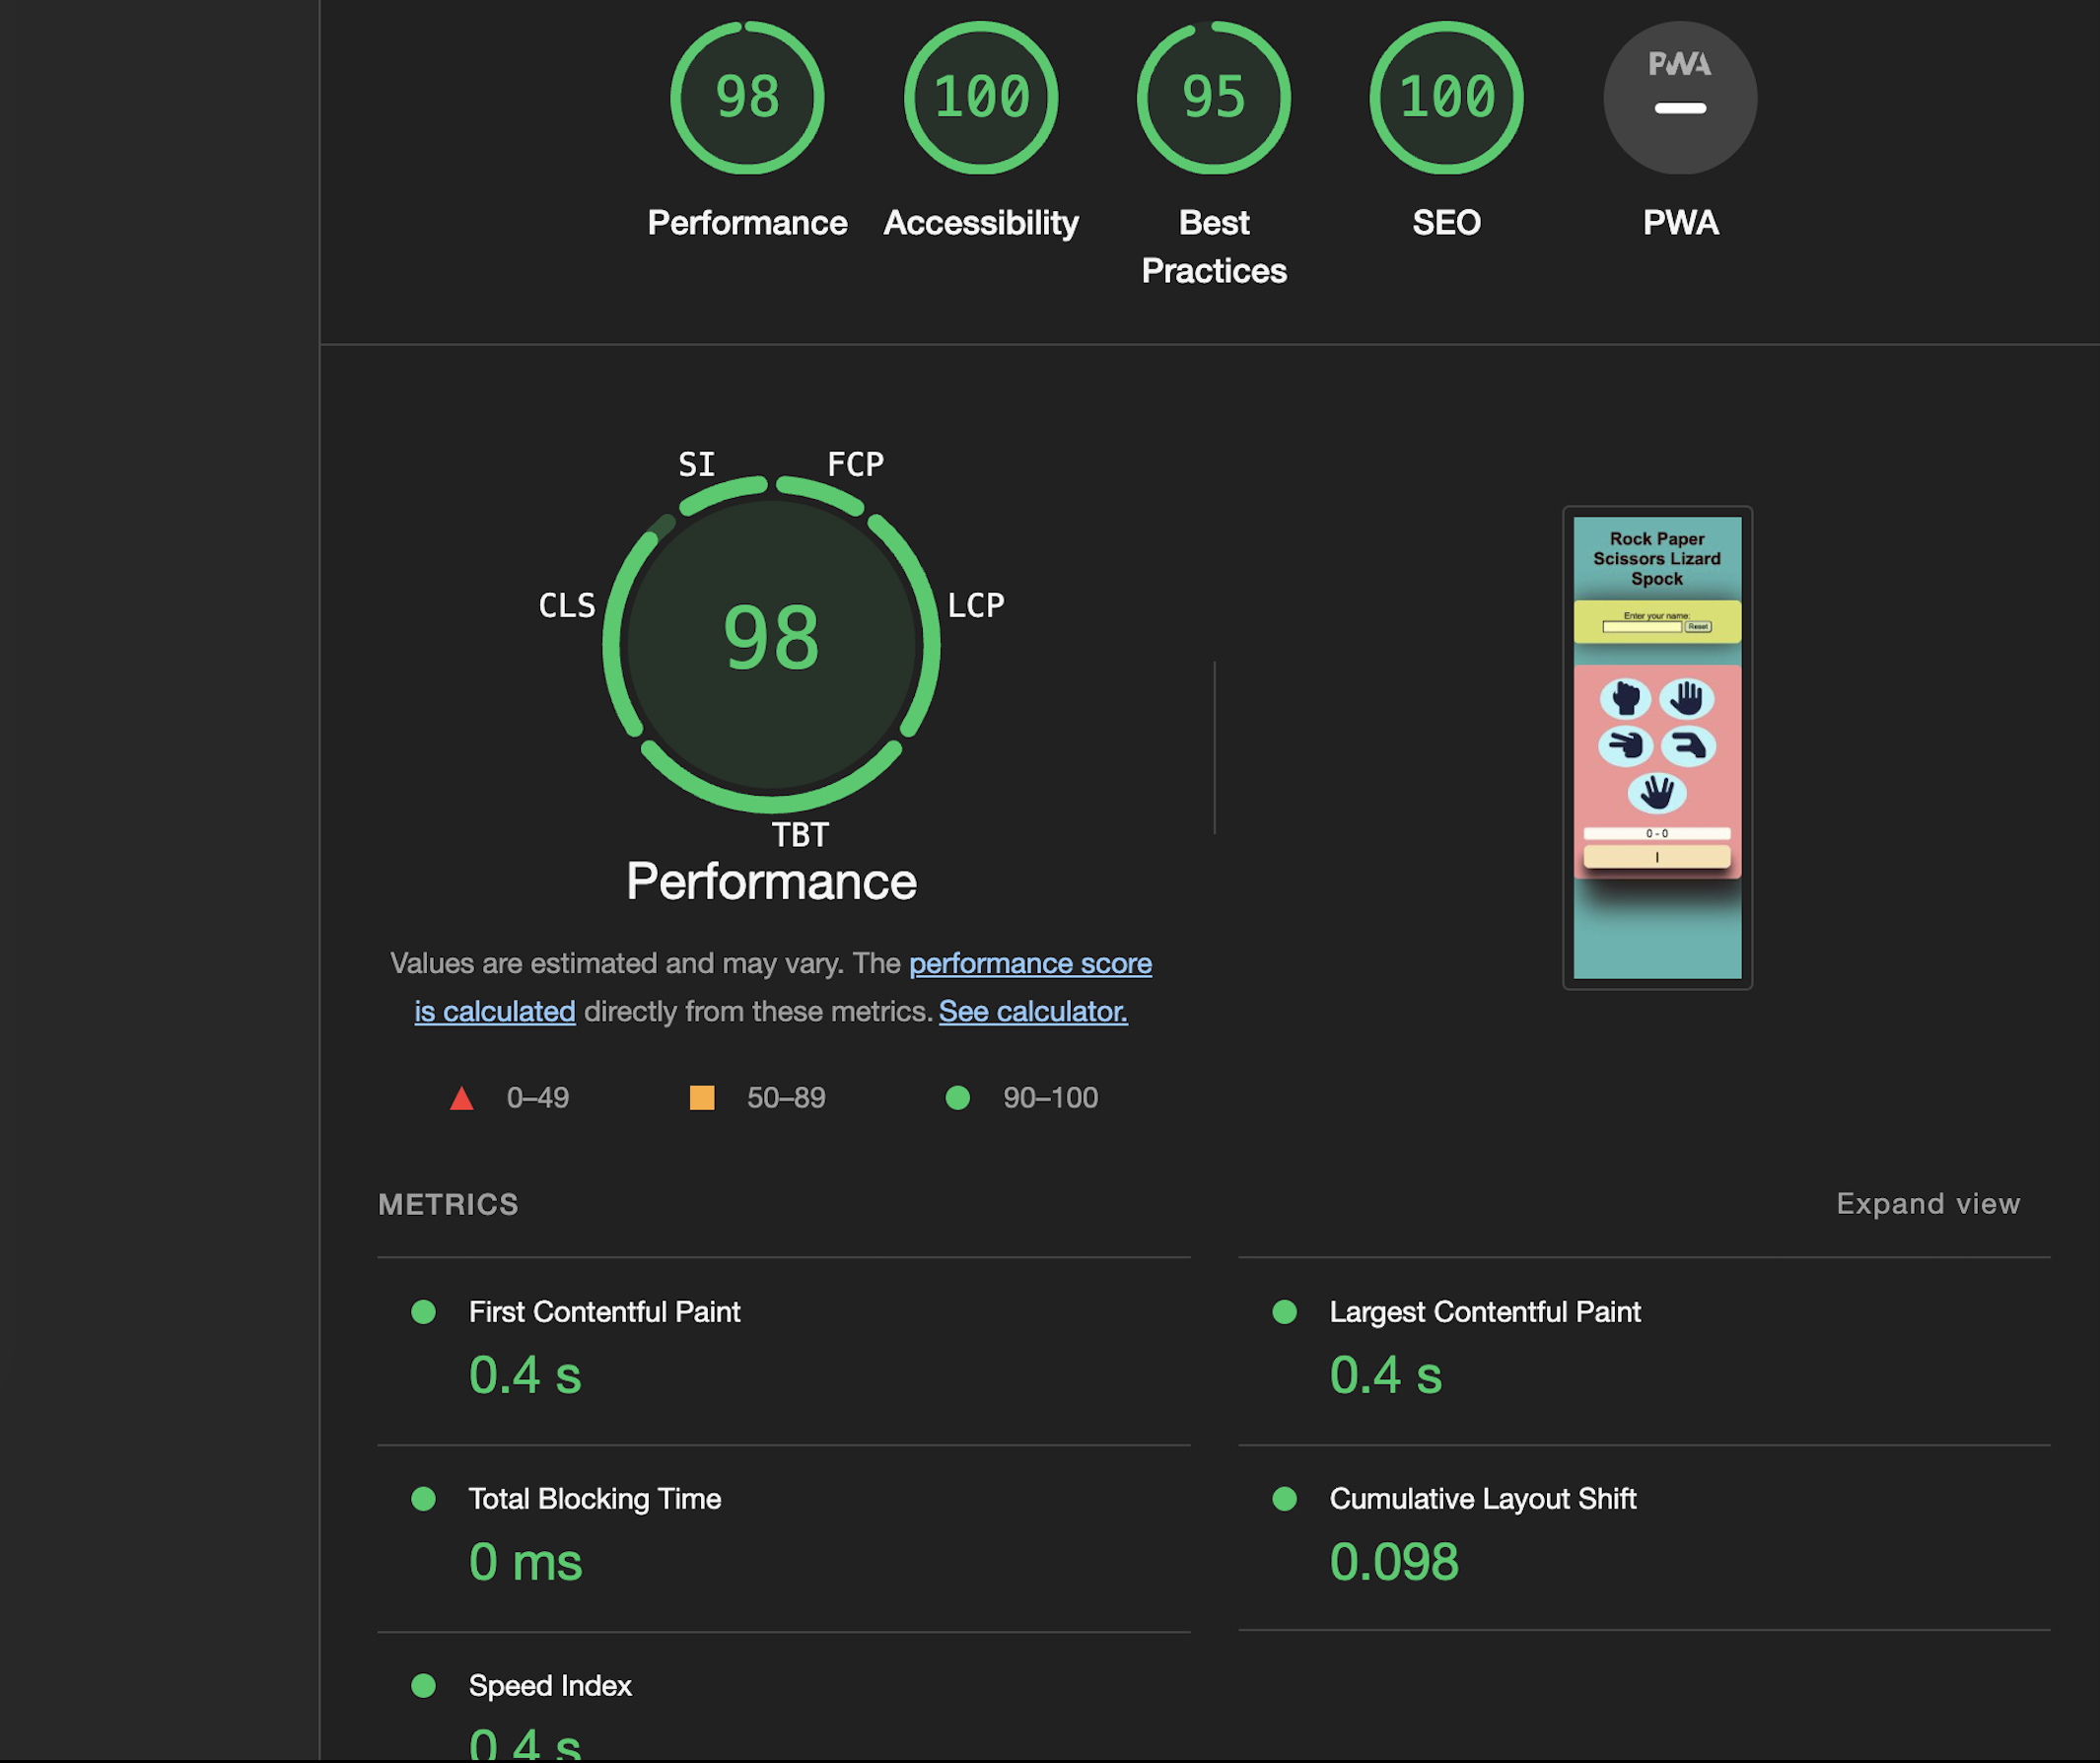 98
100
95
100
PWA
Performance
Accessibility
Best
Practices
SEO
PWA
SI
FCP
CLS
LCP
98
TBT
Performance
Values are estimated and may vary. The performance score
is calculated directly from these metrics. See calculator.
0–49
50–89
90–100
Rock Paper
Scissors Lizard
Spock
Enter your name:
Reset
0 - 0
METRICS
Expand view
First Contentful Paint
0.4 s
Largest Contentful Paint
0.4 s
Total Blocking Time
0 ms
Cumulative Layout Shift
0.098
Speed Index
0.4 s